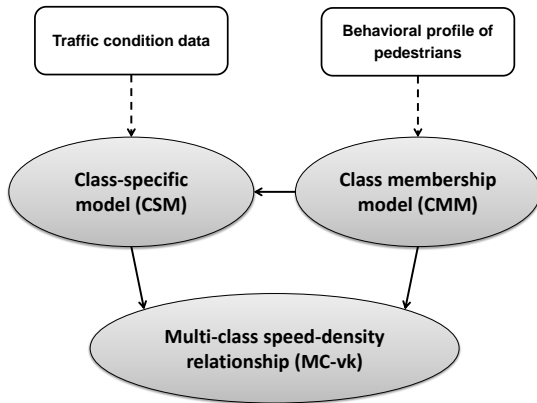 Traffic condition data
Behavioral profile of
pedestrians
Class-specific
model (CSM)
Class membership
model (CMM)
Multi-class speed-density
relationship (MC-vk)